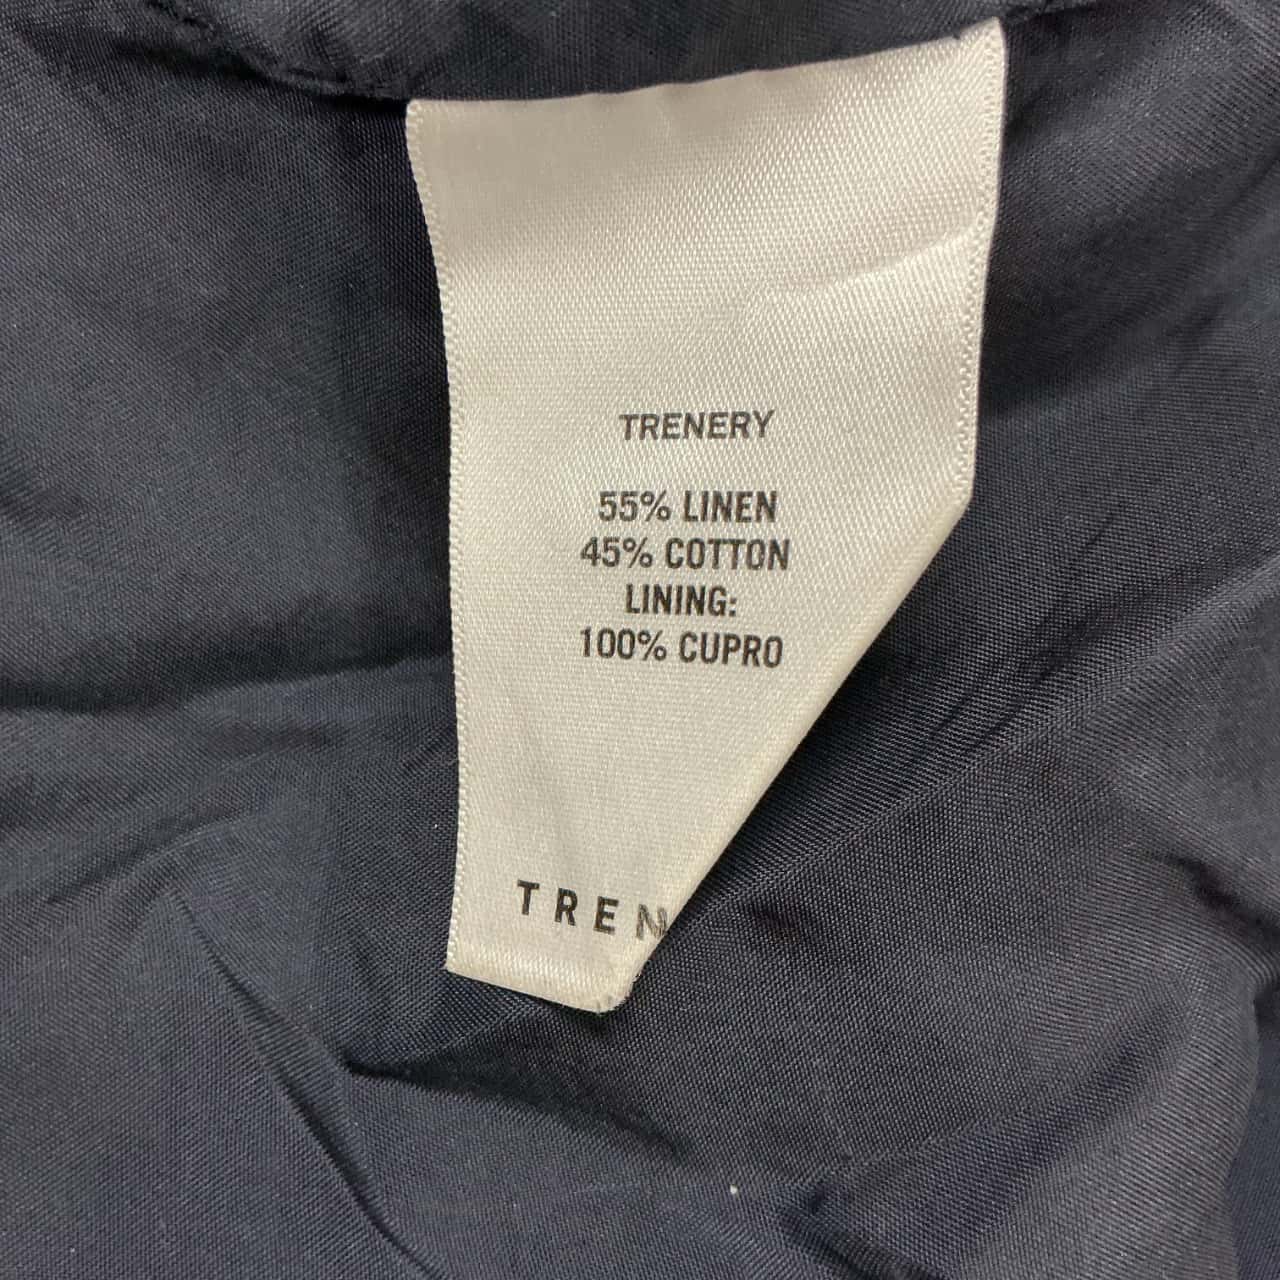 TRENERY
55% LINEN
45% COTTON
LINING:
100% CUPRO
TREN